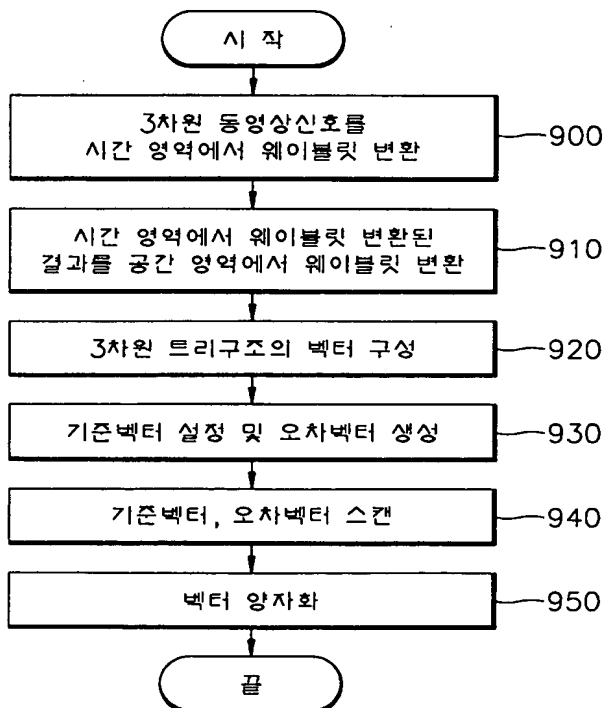 시 작
3차원 동영상신호를
시간 영역에서 웨이블릿 변환
900
시간 영역에서 웨이블릿 변환된
결과를 공간 영역에서 웨이블릿 변환
910
3차원 트리구조의 벡터 구성
920
기준벡터 설정 및 오차벡터 생성
930
기준벡터, 오차벡터 스캔
940
벡터 양자화
950
끝